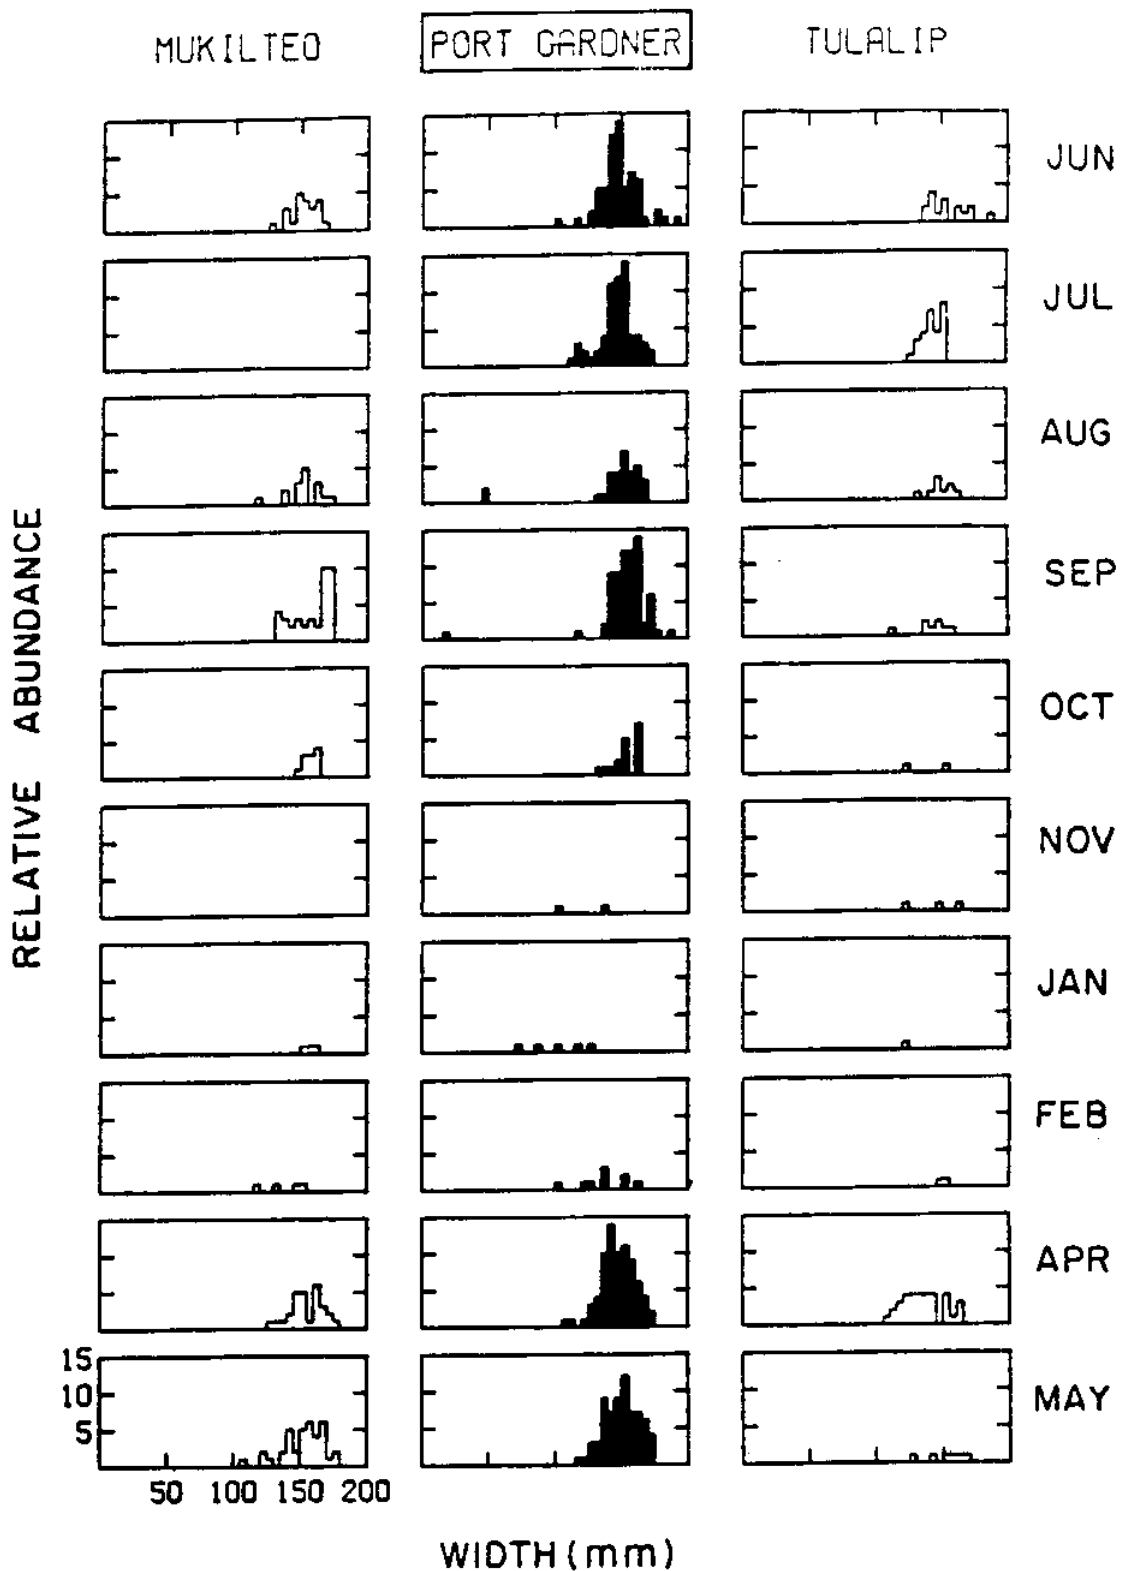 MUKILTEO PORT GARDNER TULALIP
JUN
JUL
AUG
SEP
OCT
NOV
JAN
FEB
APR
MAY
RELATIVE ABUNDANCE
15
10
5
50 100 150 200
WIDTH (mm)